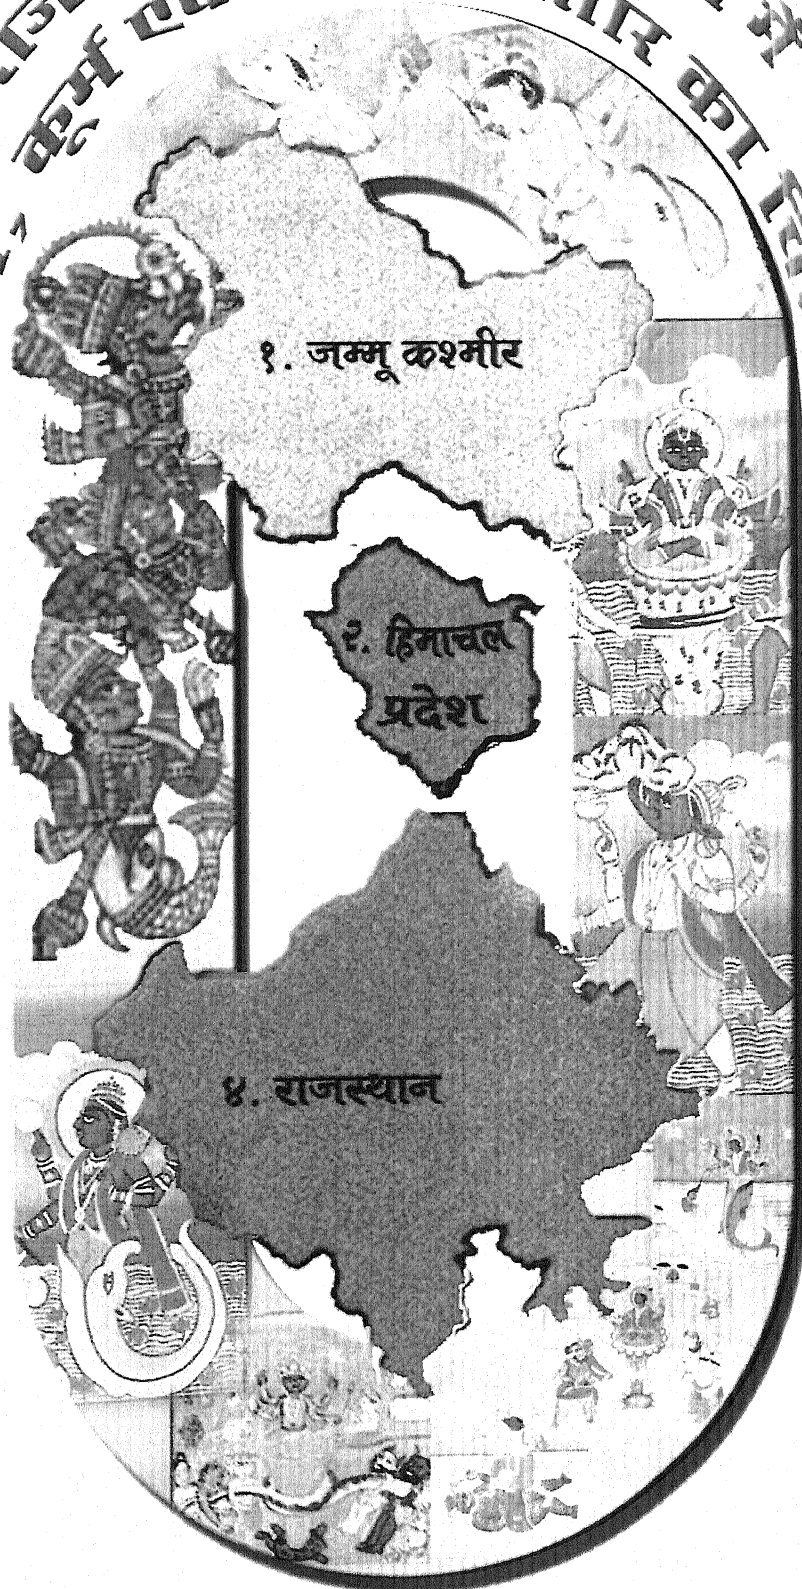 में
कूर्म
का
१. जम्मू कश्मीर
२. हिमाचल
प्रदेश
४. राजस्थान